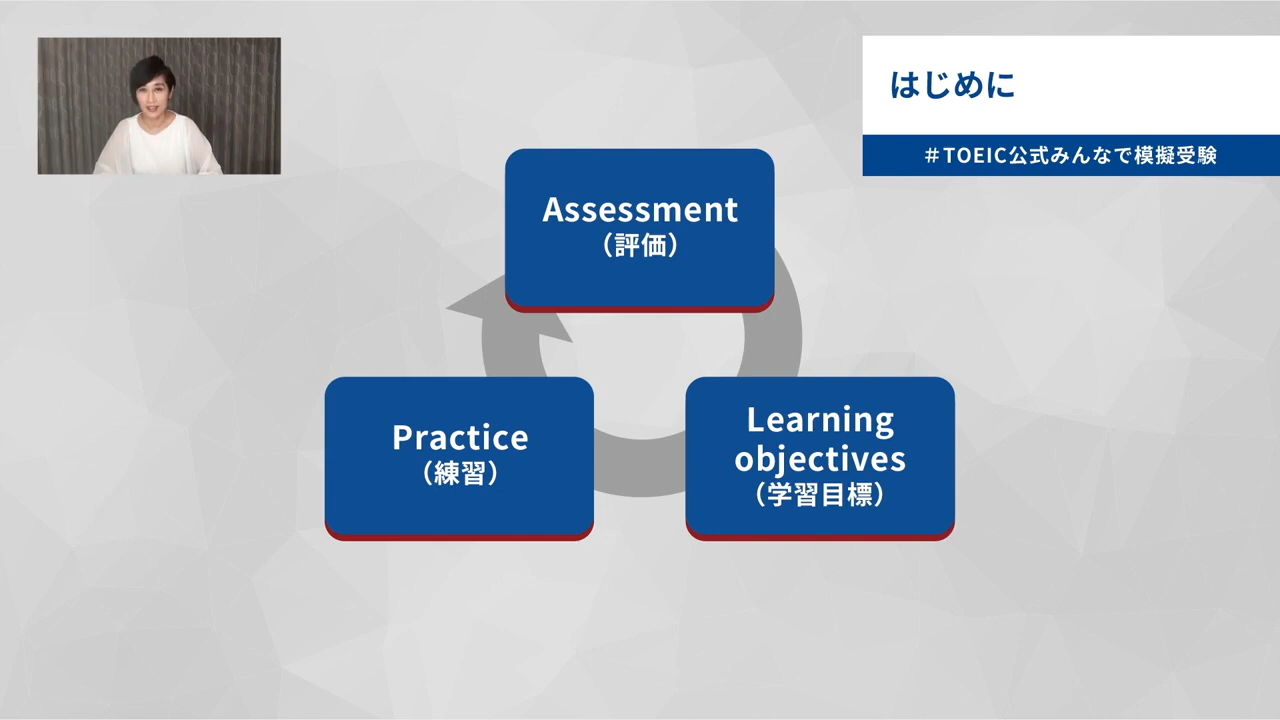 はじめに
＃TOEIC公式みんなで模擬受験
Assessment
（評価）
Practice
（練習）
Learning
objectives
（学習目標）